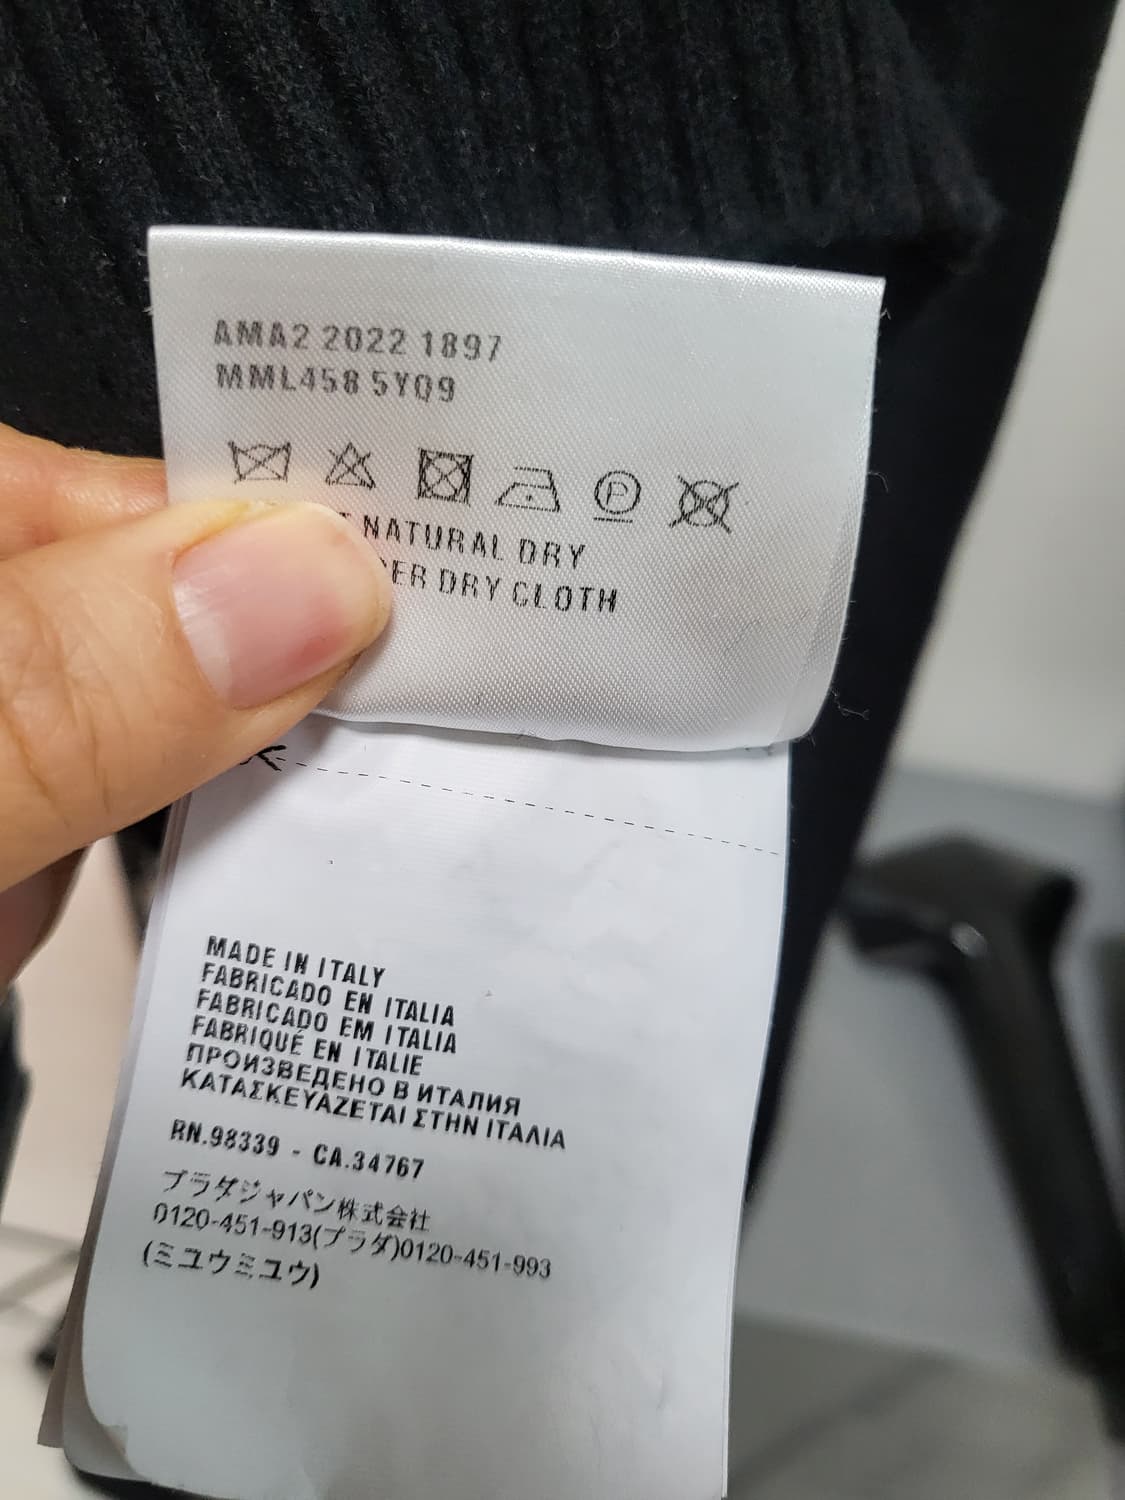 AMA2 2022 1897
MML458 5YQ9
P
NATURAL DRY
DRY CLOTH
MADE IN ITALY
FABRICADO EN ITALIA
FABRICADO EM ITALIA
FABRIQUÉ EN ITALIE
ПРОИЗВЕДЕНО В ИТАЛИЯ
ΚΑΤΑΣΚΕΥΑΖΕΤΑΙ ΣΤΗΝ ΙΤΑΛΙΑ
RN.98339 - CA.34767
プラダジャパン株式会社
0120-451-913(プラダ)0120-451-993
(ミユウミユウ)